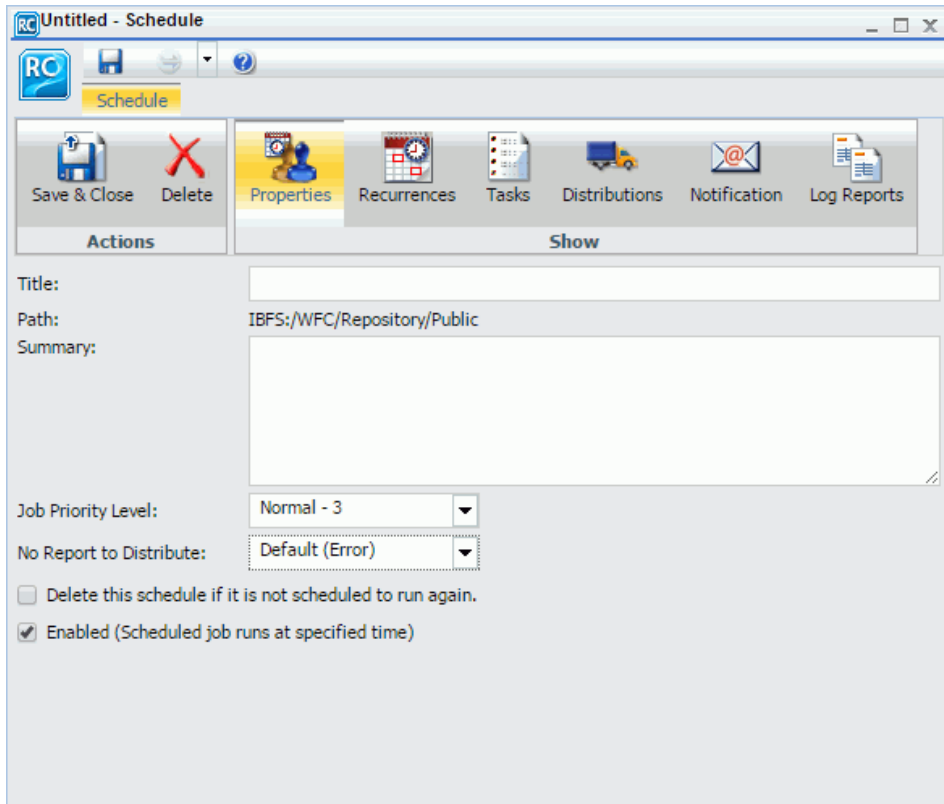 RC Untitled - Schedule
RC
Schedule
Save & Close Delete Properties Recurrences Tasks Distributions Notification Log Reports
Actions Show
Title:
Path: IBFS:/WFC/Repository/Public
Summary:
Job Priority Level: Normal - 3
No Report to Distribute: Default (Error)
Delete this schedule if it is not scheduled to run again.
Enabled (Scheduled job runs at specified time)